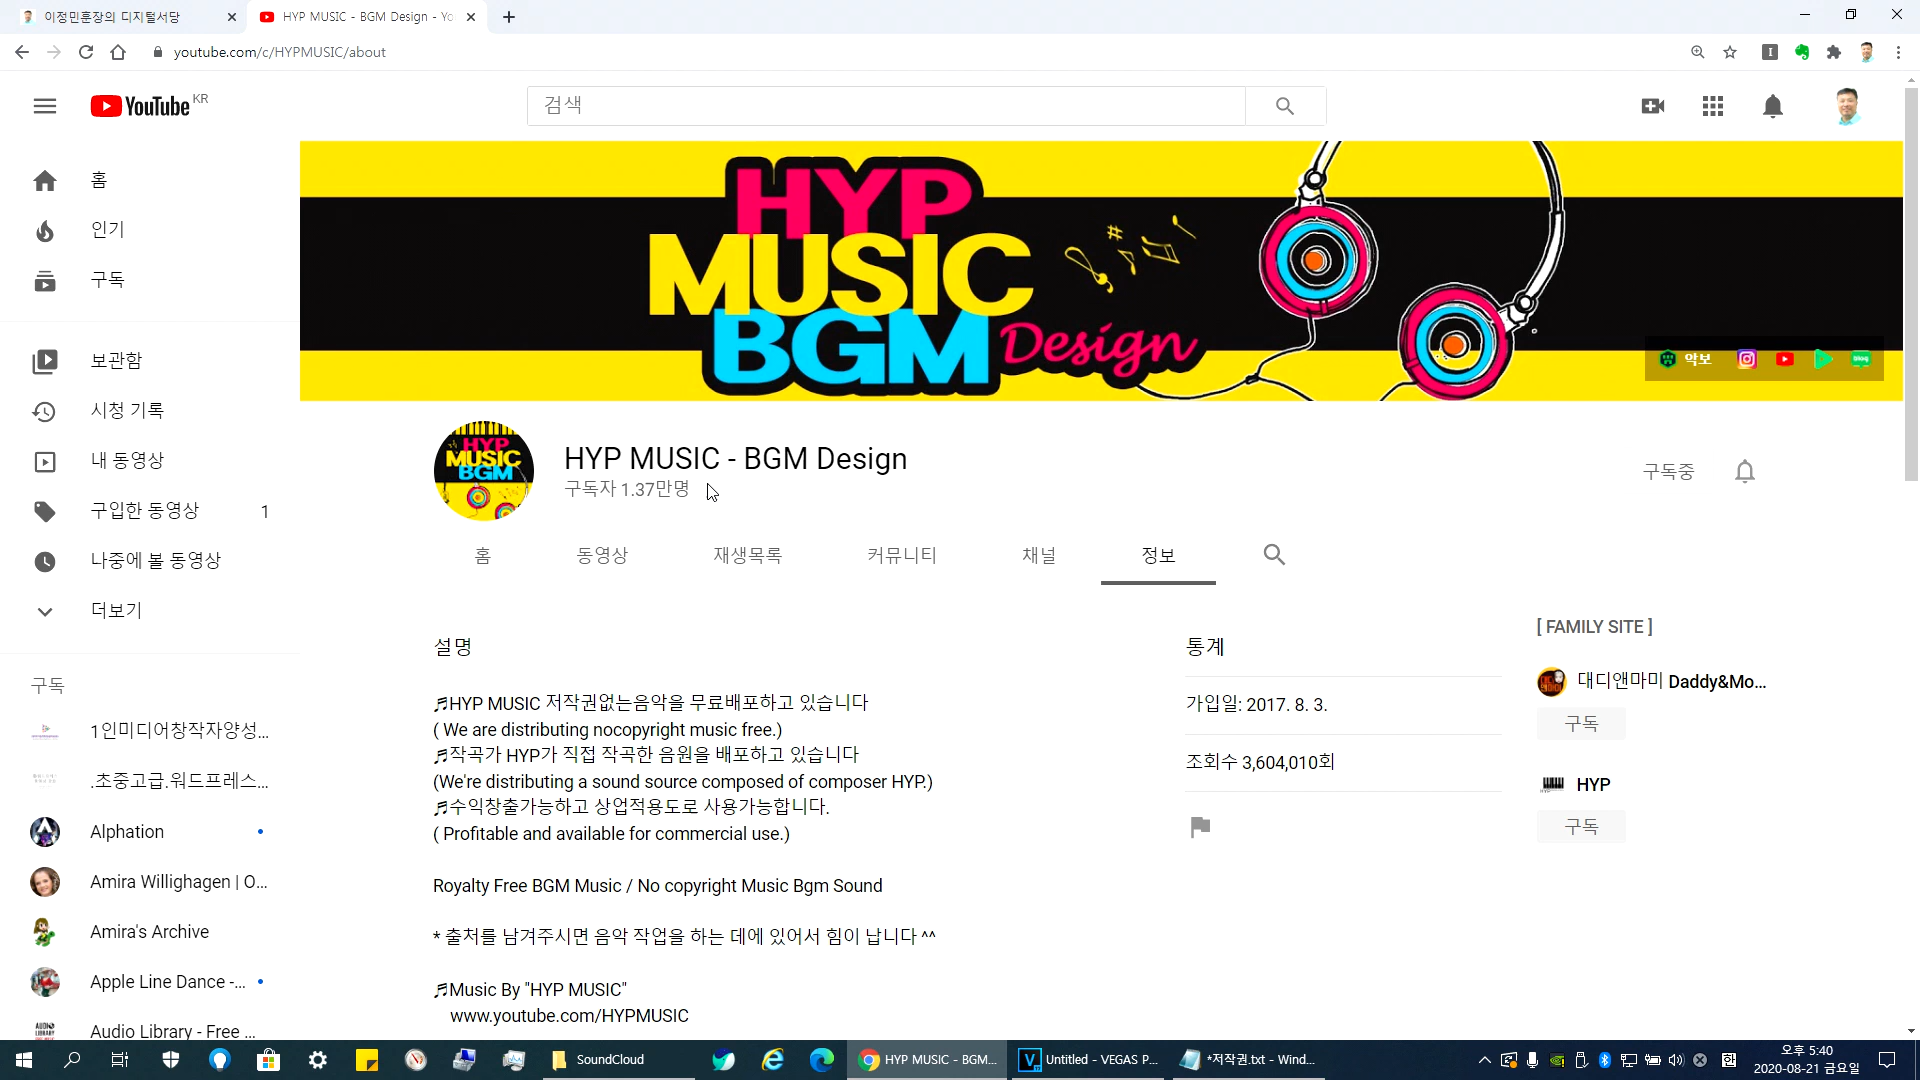 이정민훈장의 디지털서당
HYP MUSIC - BGM Design - Yo
youtube.com/c/HYPMUSIC/about
YouTube KR
검색
홈
인기
구독
보관함
시청 기록
내 동영상
구입한 동영상 1
나중에 볼 동영상
더보기
구독
1인미디어창작자양성...
.초중고급.워드프레스...
Alphation
Amira Willighagen | O...
Amira's Archive
Apple Line Dance -...
Audio Library - Free ...
HYP
MUSIC
BGM Design
악보
blog
HYP
MUSIC
BGM
HYP MUSIC - BGM Design
구독자 1.37만명
구독중
홈 동영상 재생목록 커뮤니티 채널 정보
설명
♬HYP MUSIC 저작권없는음악을 무료배포하고 있습니다
( We are distributing nocopyright music free.)
♬작곡가 HYP가 직접 작곡한 음원을 배포하고 있습니다
(We're distributing a sound source composed of composer HYP.)
♬수익창출가능하고 상업적용도로 사용가능합니다.
( Profitable and available for commercial use.)
Royalty Free BGM Music / No copyright Music Bgm Sound
* 출처를 남겨주시면 음악 작업을 하는 데에 있어서 힘이 납니다 ^^
♬Music By "HYP MUSIC"
www.youtube.com/HYPMUSIC
통계
가입일: 2017. 8. 3.
조회수 3,604,010회
[ FAMILY SITE ]
대디앤마미 Daddy&Mo...
구독
HYP
구독
SoundCloud
HYP MUSIC - BGM...
Untitled - VEGAS P...
*저작권.txt - Wind...
한
오후 5:40
2020-08-21 금요일